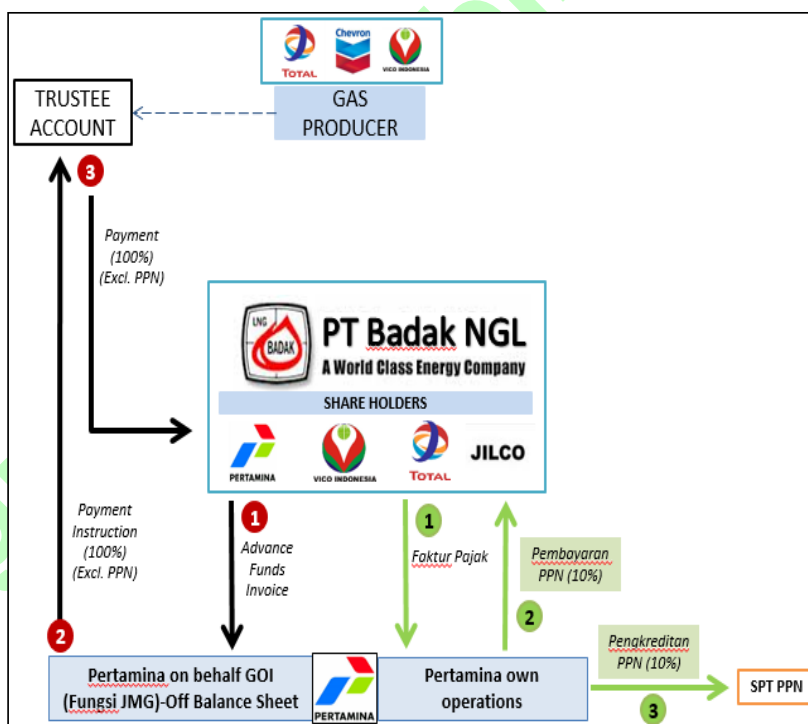 Chevron
TOTAL
VICO INDONESIA
TRUSTEE
ACCOUNT
GAS
PRODUCER
3
Payment
(100%)
(Excl. PPN)
LNG
BADAK
PT Badak NGL
A World Class Energy Company
SHARE HOLDERS
PERTAMINA
VICO INDONESIA
TOTAL
JILCO
Payment
Instruction
(100%)
(Excl. PPN)
1
Advance
Funds
Invoice
1
Faktur Pajak
Pembayaran
PPN (10%)
2
2
Pengkreditan
PPN (10%)
Pertamina on behalf GOI
(Fungsi JMG)-Off Balance Sheet
PERTAMINA
Pertamina own
operations
3
SPT PPN